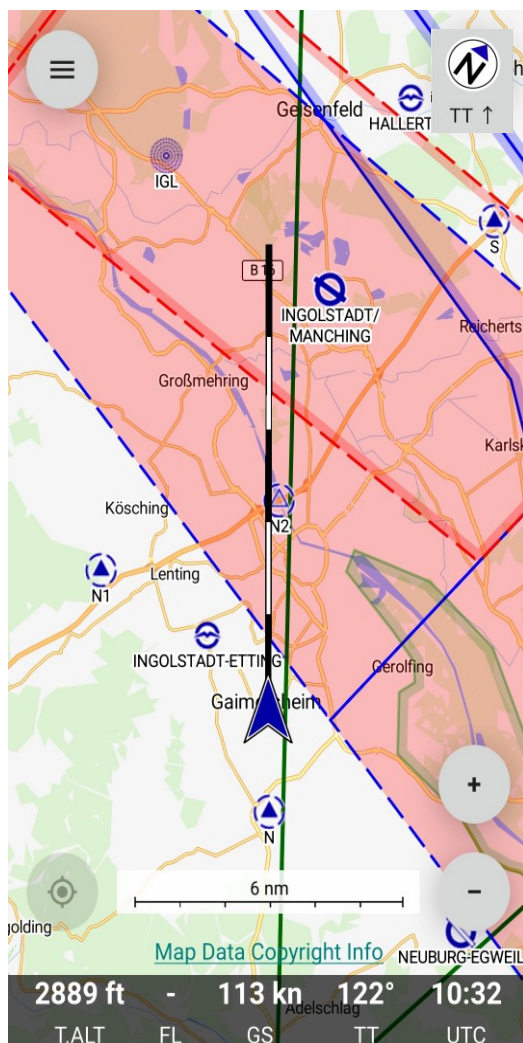 Geisenfeld
HALLERT
TT ↑
IGL
S
B 16
INGOLSTADT/
MANCHING
Reicherts
Großmehring
Karlsk
Kösching
N2
Lenting
N1
INGOLSTADT-ETTING
Gerolfing
N
+
6 nm
−
golding
Map Data Copyright Info
NEUBURG-EGWEIL
2889 ft - 113 kn 122° 10:32
Adelschlag
T.ALT FL GS TT UTC